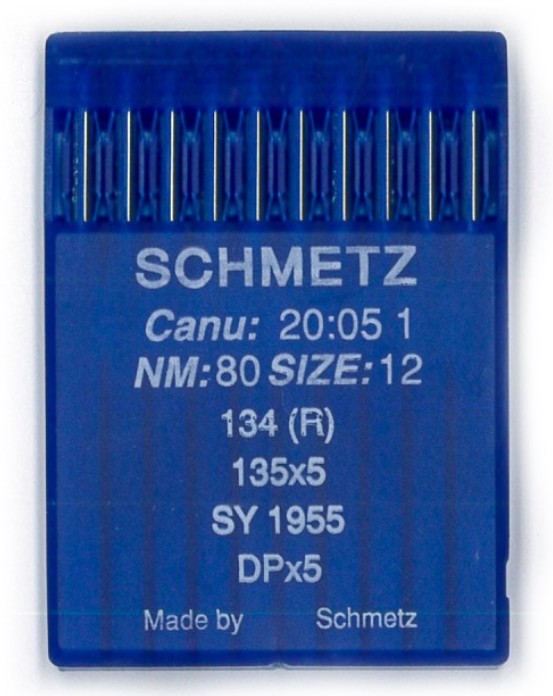 SCHMETZ
Canu: 20:05 1
NM:80 SIZE:12
134 (R)
135x5
SY 1955
DPx5
Made by Schmetz